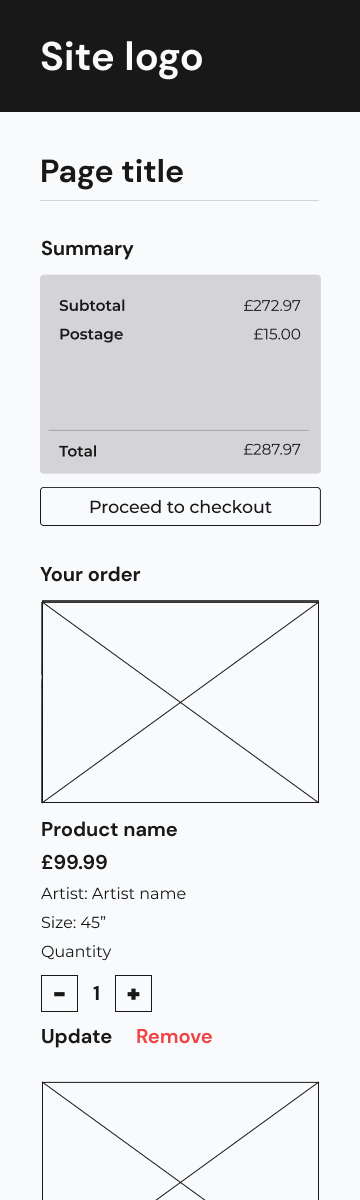 Site logo
Page title
Summary
Subtotal £272.97
Postage £15.00
Total £287.97
Proceed to checkout
Your order
Product name
£99.99
Artist: Artist name
Size: 45”
Quantity
- 1 +
Update Remove